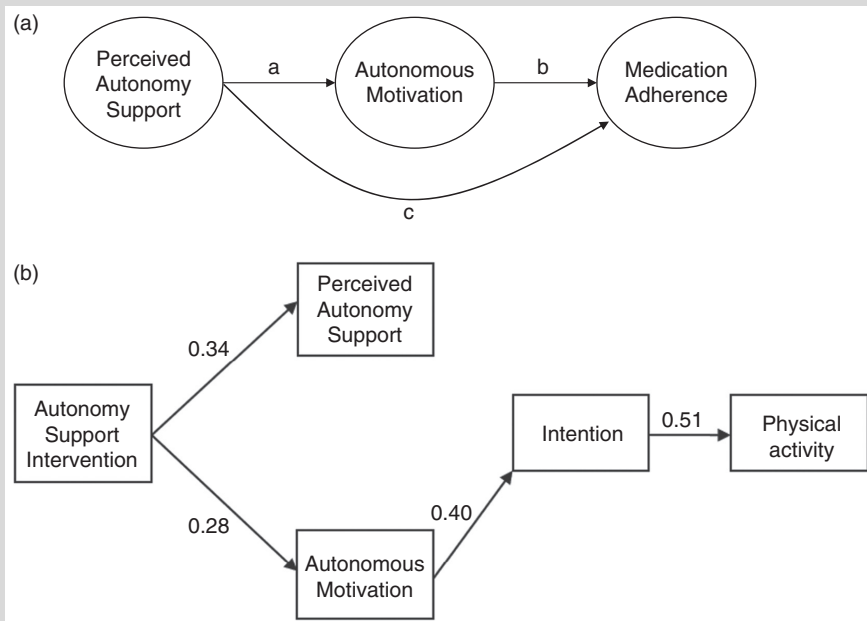 (a)
Perceived
Autonomy
Support
a
Autonomous
Motivation
b
Medication
Adherence
c
(b)
Perceived
Autonomy
Support
0.34
Autonomy
Support
Intervention
Intention
0.51
Physical
activity
0.28
0.40
Autonomous
Motivation